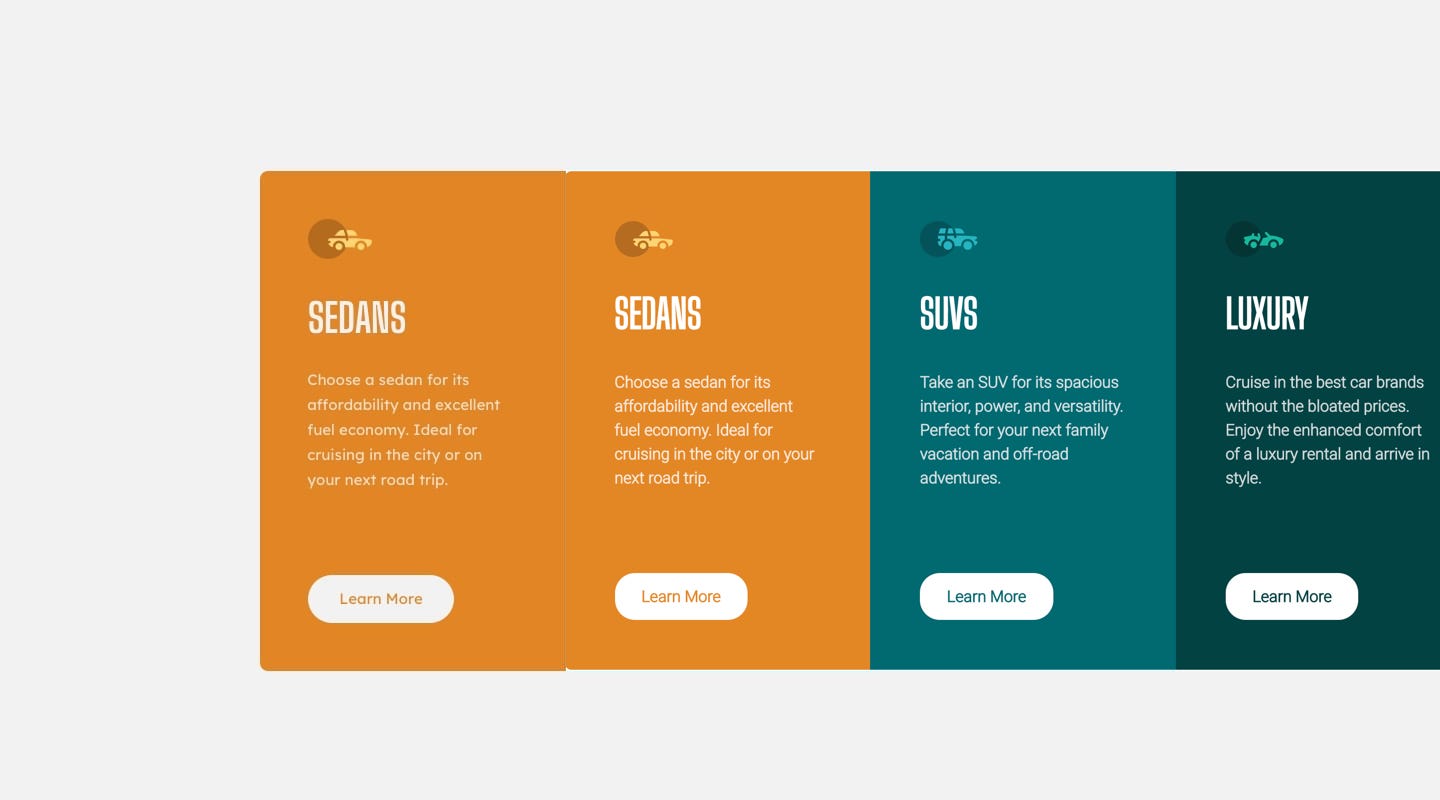 SEDANS
Choose a sedan for its
affordability and excellent
fuel economy. Ideal for
cruising in the city or on
your next road trip.
Learn More
SEDANS
Choose a sedan for its
affordability and excellent
fuel economy. Ideal for
cruising in the city or on your
next road trip.
Learn More
SUVS
Take an SUV for its spacious
interior, power, and versatility.
Perfect for your next family
vacation and off-road
adventures.
Learn More
LUXURY
Cruise in the best car brands
without the bloated prices.
Enjoy the enhanced comfort
of a luxury rental and arrive in
style.
Learn More